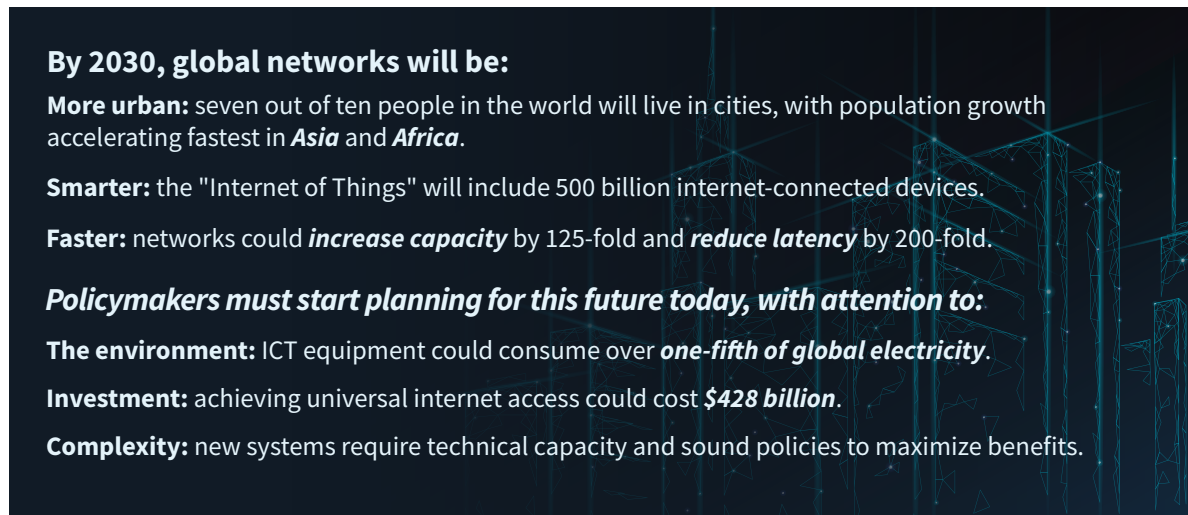 By 2030, global networks will be:
More urban: seven out of ten people in the world will live in cities, with population growth
accelerating fastest in Asia and Africa.
Smarter: the "Internet of Things" will include 500 billion internet-connected devices.
Faster: networks could increase capacity by 125-fold and reduce latency by 200-fold.
Policymakers must start planning for this future today, with attention to:
The environment: ICT equipment could consume over one-fifth of global electricity.
Investment: achieving universal internet access could cost $428 billion.
Complexity: new systems require technical capacity and sound policies to maximize benefits.